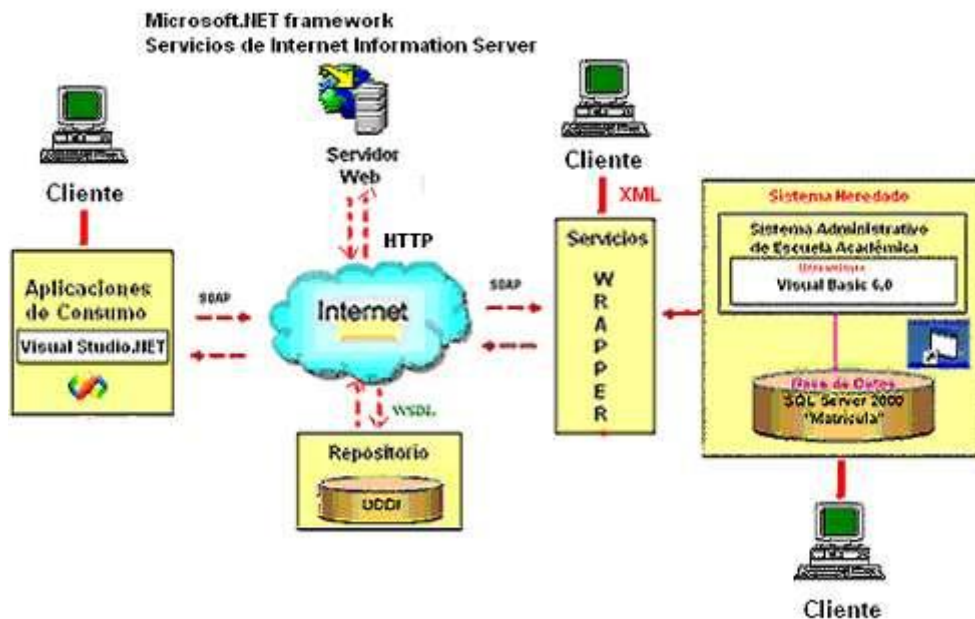 Microsoft.NET framework
Servicios de Internet Information Server
Cliente
Servidor
Web
HTTP
Cliente
XML
Aplicaciones
de Consumo
Visual Studio.NET
SOAP
Internet
SOAP
WSDL
Repositorio
UDDI
Servicios
WRAPPER
Sistema Heredado
Sistema Administrativo
de Escuela Académica
Visual Basic 6.0
Base de Datos
SQL Server 2000
"Matricula"
Cliente